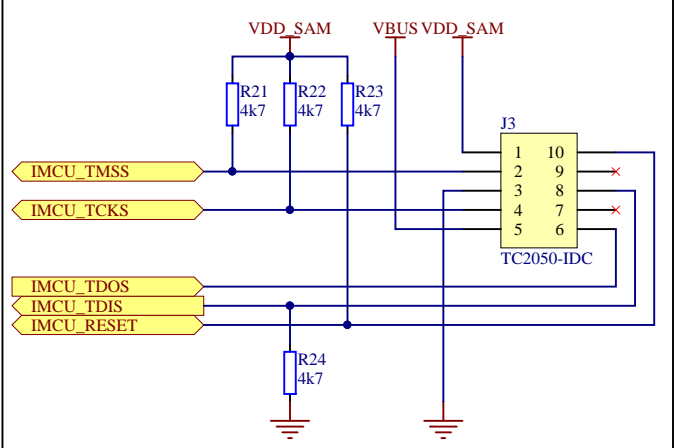 VDD_SAM
VBUS VDD_SAM
R21
4k7
R22
4k7
R23
4k7
J3
1 10
2 9
3 8
4 7
5 6
TC2050-IDC
IMCU_TMSS
IMCU_TCKS
IMCU_TDOS
IMCU_TDIS
IMCU_RESET
R24
4k7